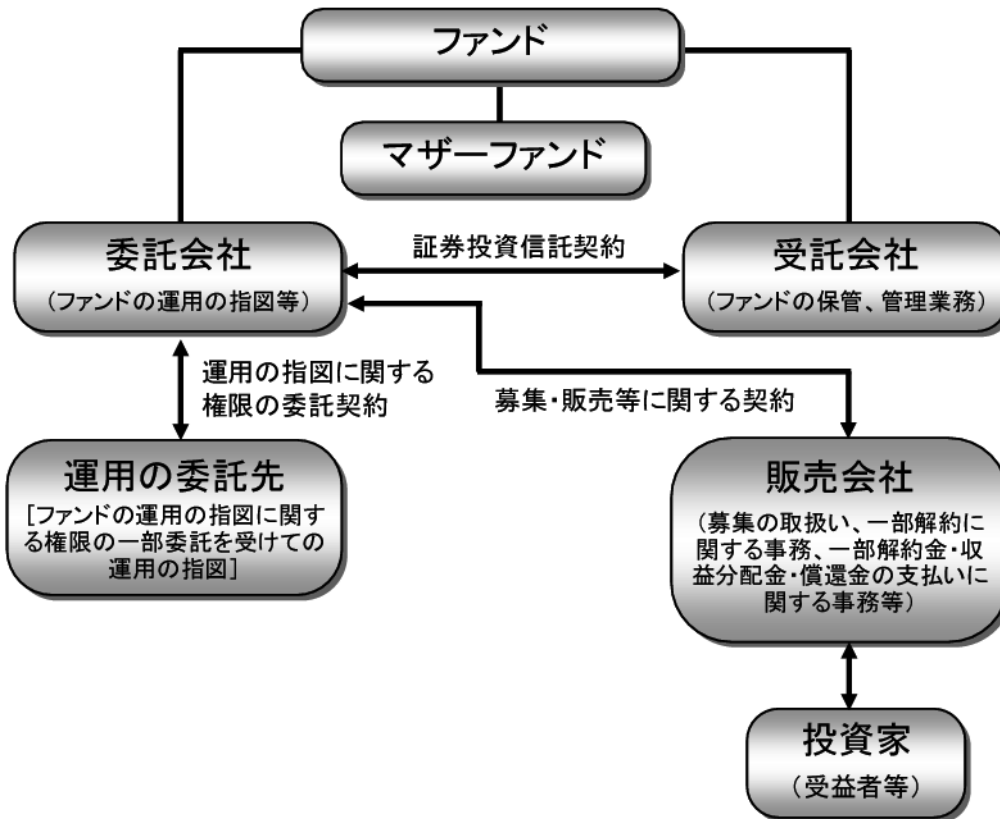 ファンド
マザーファンド
委託会社
（ファンドの運用の指図等）
証券投資信託契約
受託会社
（ファンドの保管、管理業務）
運用の指図に関する
権限の委託契約
募集・販売等に関する契約
運用の委託先
［ファンドの運用の指図に関す
る権限の一部委託を受けての
運用の指図］
販売会社
（募集の取扱い、一部解約に
関する事務、一部解約金・収
益分配金・償還金の支払いに
関する事務等）
投資家
（受益者等）